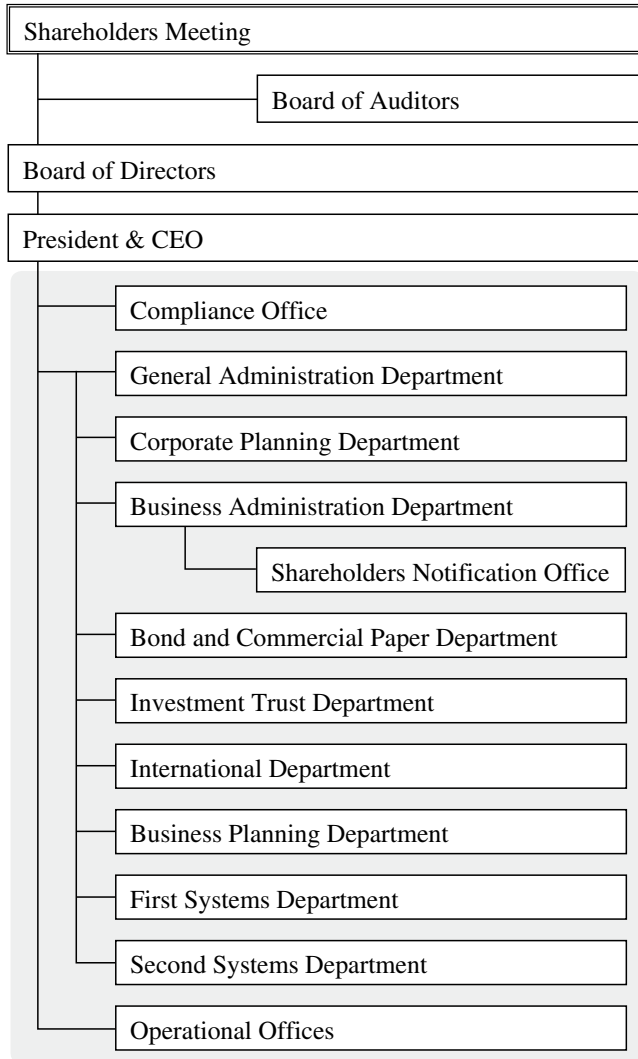 Shareholders Meeting
Board of Auditors
Board of Directors
President & CEO
Compliance Office
General Administration Department
Corporate Planning Department
Business Administration Department
Shareholders Notification Office
Bond and Commercial Paper Department
Investment Trust Department
International Department
Business Planning Department
First Systems Department
Second Systems Department
Operational Offices